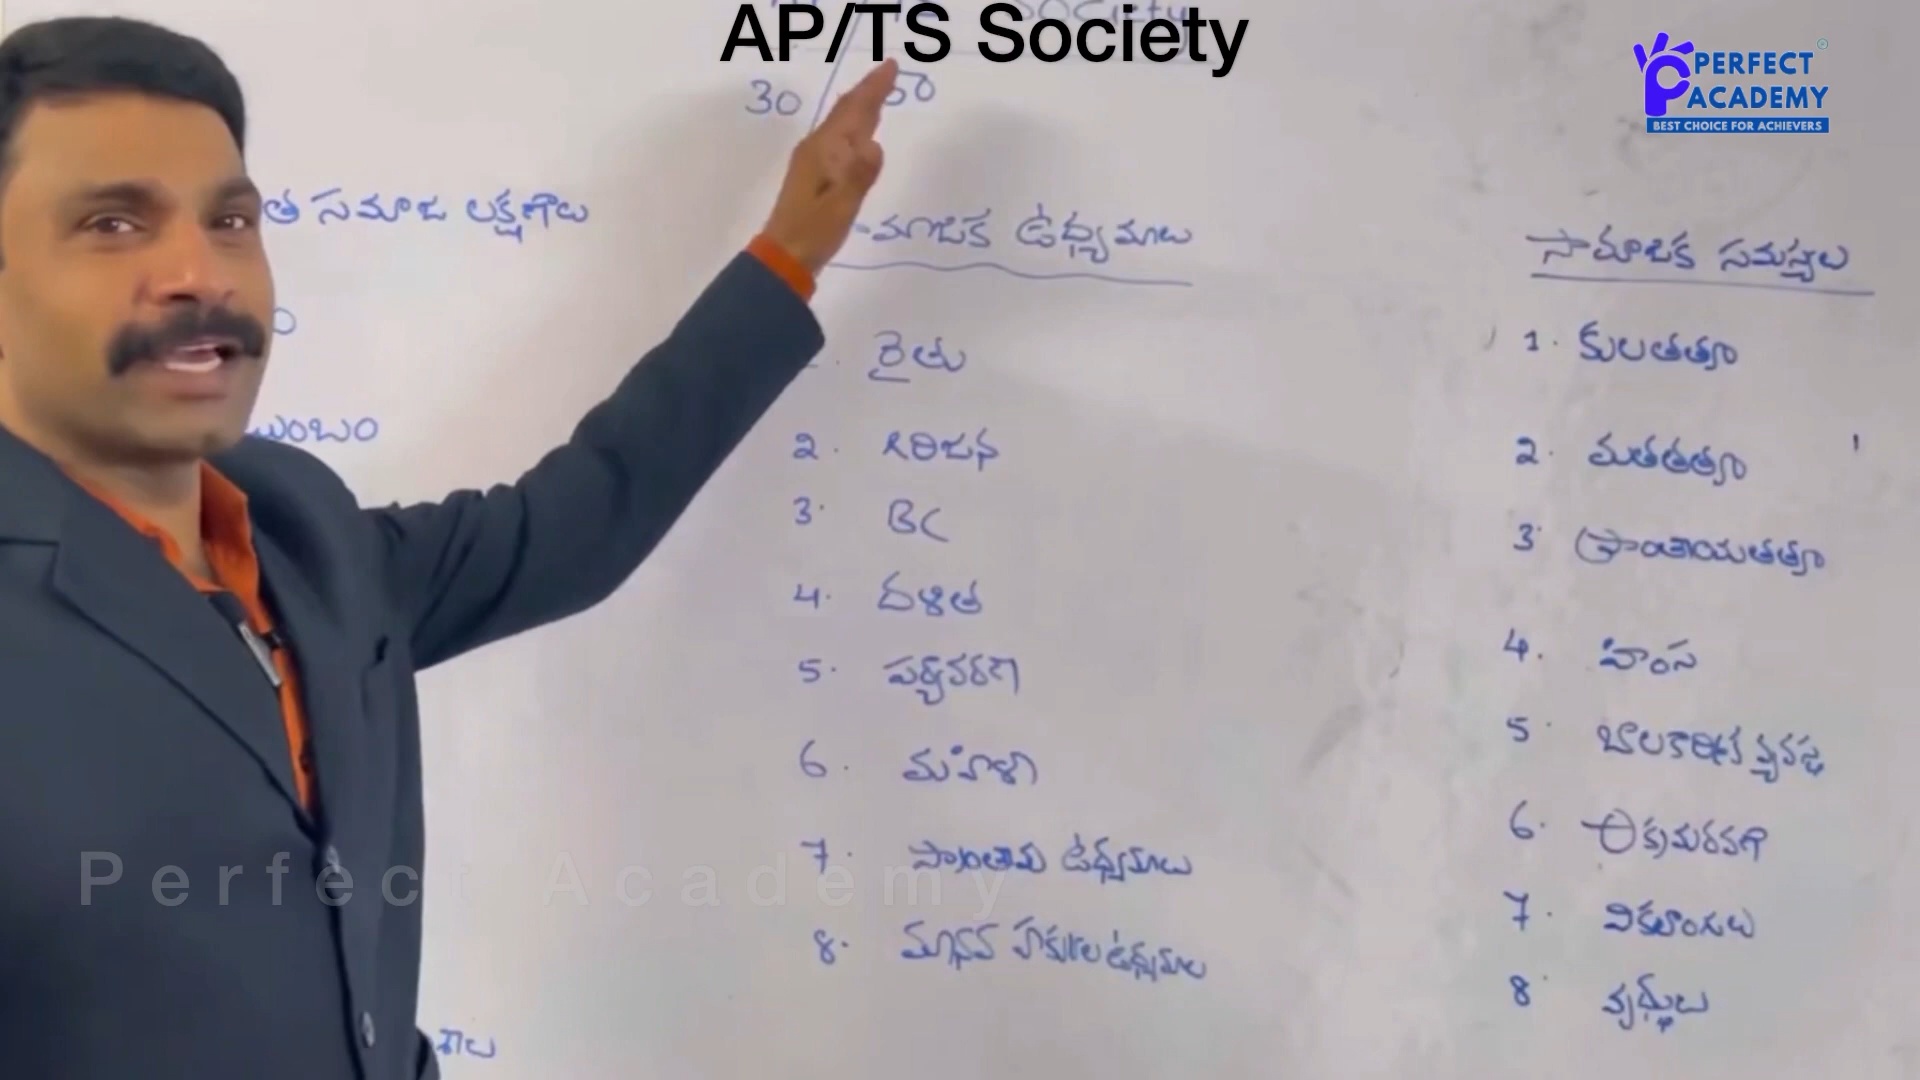 AP/TS Society
PERFECT
ACADEMY
BEST CHOICE FOR ACHIEVERS
30 / 50
త సమాజ లక్షణాలు
మాజిక ఉద్యమాలు
1. రైతు
2. గిరిజన
3. BC
4. దళిత
5. పర్యావరణ
6. మహిళా
7. ప్రాంతీయ ఉద్యమాలు
8. మానవ హక్కుల ఉద్యమాల
సామాజిక సమస్యలు
1. కులతత్వం
2. మతతత్వం
3. ప్రాంతీయతత్వం
4. హింస
5. బాలకార్మిక వ్యవస్థ
6. అక్రమరవాణా
7. వికలాంగులు
8 వృద్ధులు
టుంబం
Perfect Academy